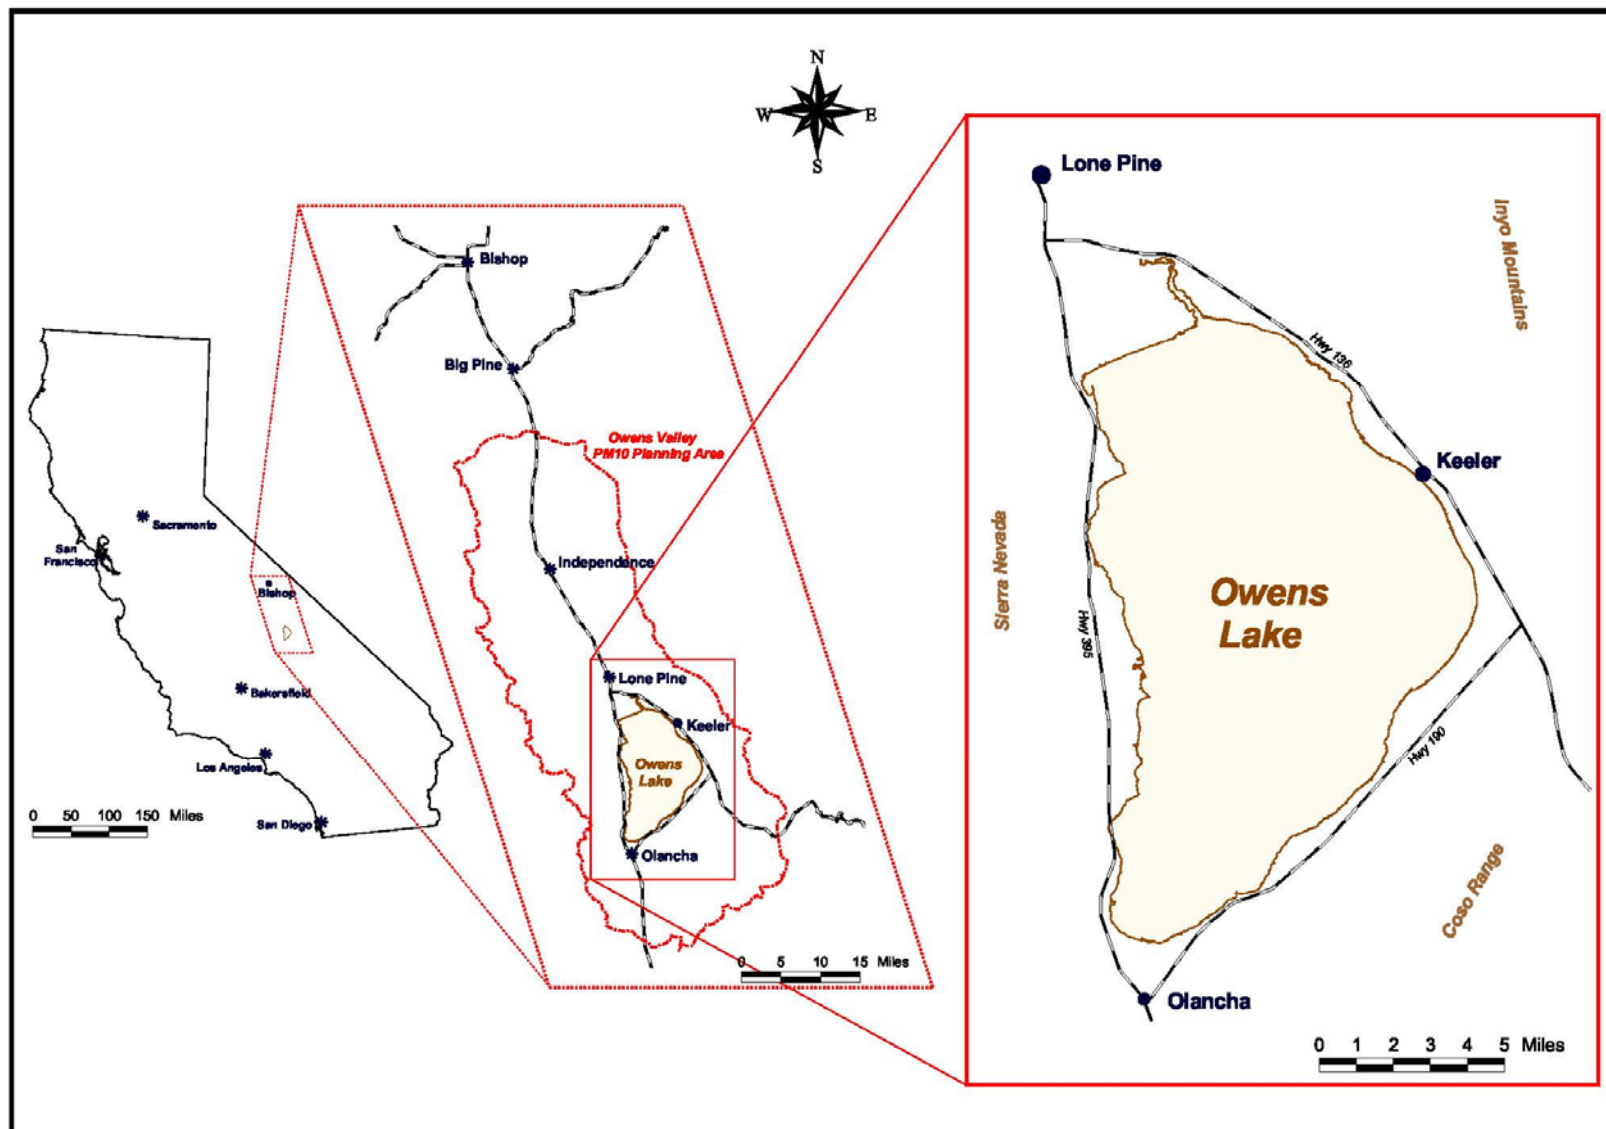 N
W E
S
Sacramento
San
Francisco
Bishop
Bakersfield
Los Angeles
San Diego
0 50 100 150 Miles
Bishop
Big Pine
Owens Valley
PM10 Planning Area
Independence
Lone Pine
Keeler
Owens
Lake
Olancha
0 5 10 15 Miles
Lone Pine
Inyo Mountains
Hwy 136
Keeler
Sierra Nevada
Hwy 395
Owens
Lake
Hwy 190
Coso Range
Olancha
0 1 2 3 4 5 Miles